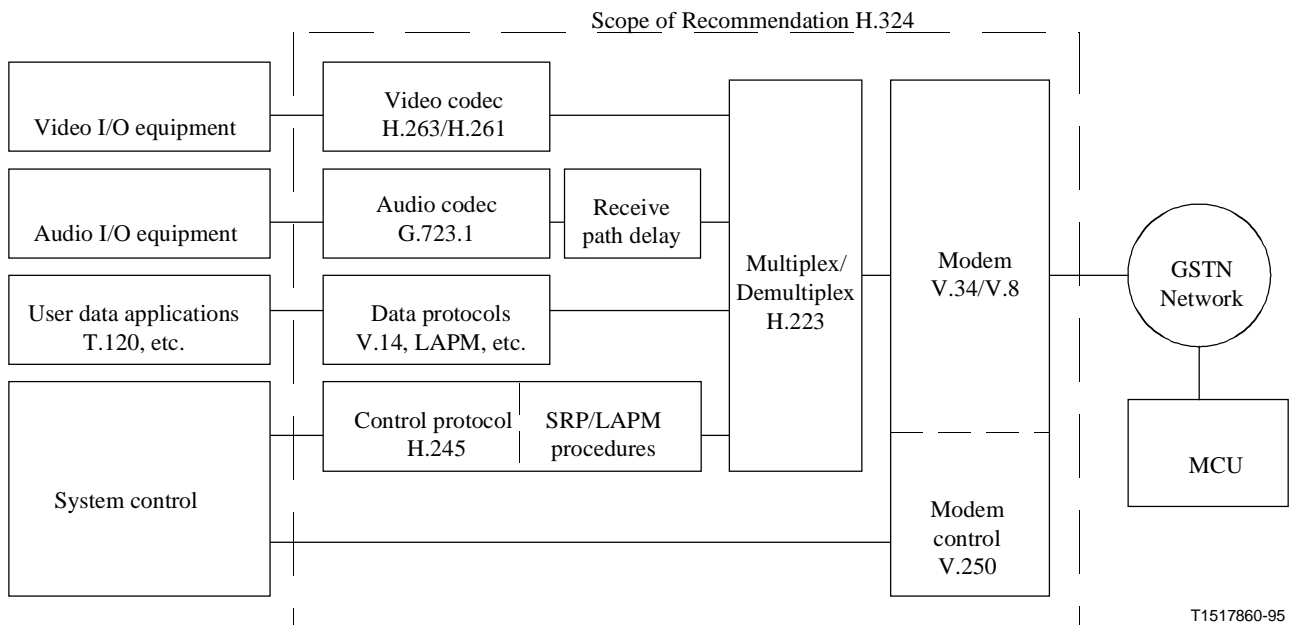 Scope of Recommendation H.324
Video I/O equipment
Video codec
H.263/H.261
Audio I/O equipment
Audio codec
G.723.1
Receive
path delay
User data applications
T.120, etc.
Data protocols
V.14, LAPM, etc.
System control
Control protocol
H.245
SRP/LAPM
procedures
Multiplex/
Demultiplex
H.223
Modem
V.34/V.8
Modem
control
V.250
GSTN
Network
MCU
T1517860-95